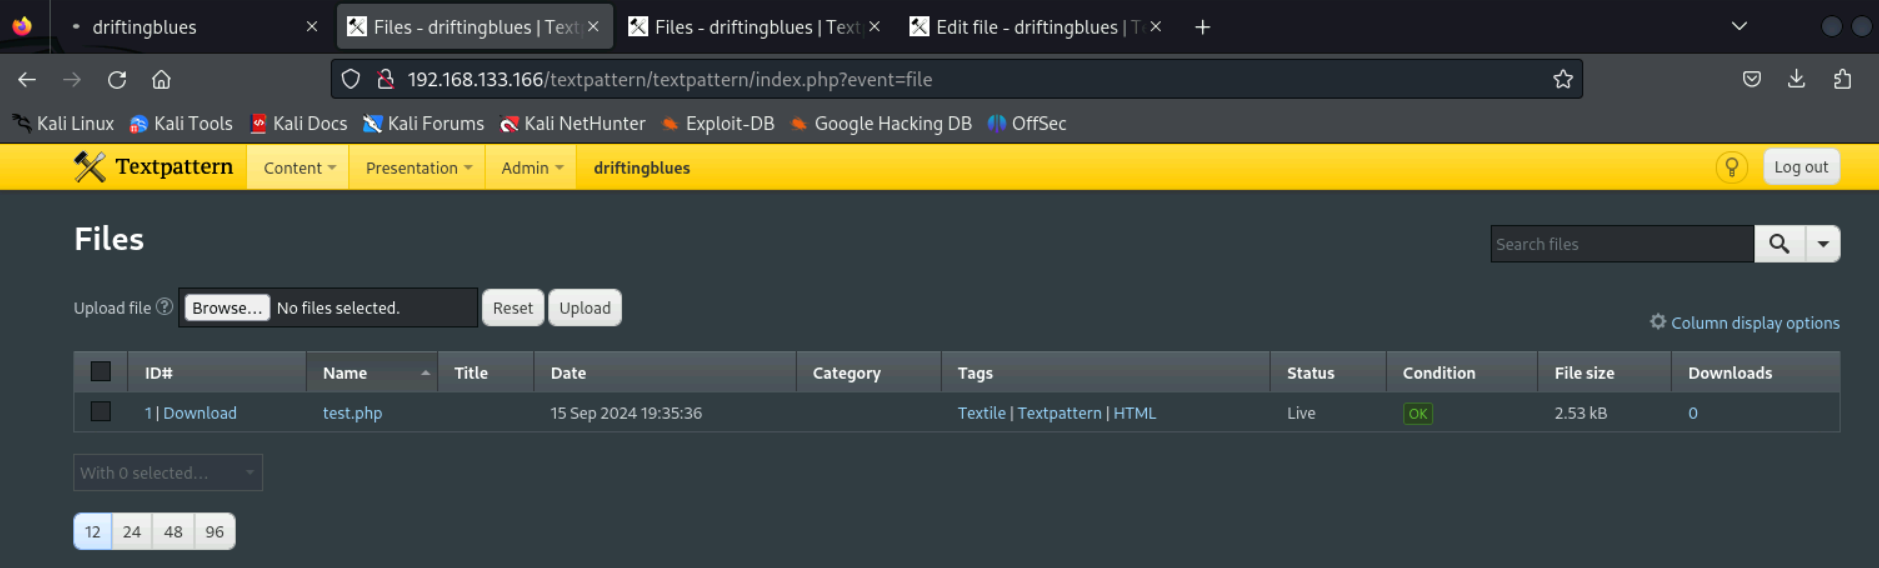 driftingblues
Files - driftingblues | Text
Files - driftingblues | Text
Edit file - driftingblues | T
192.168.133.166/textpattern/textpattern/index.php?event=file
Kali Linux Kali Tools Kali Docs Kali Forums Kali NetHunter Exploit-DB Google Hacking DB OffSec
Textpattern Content Presentation Admin driftingblues Log out
Files
Search files
Upload file ? Browse... No files selected. Reset Upload
Column display options
ID# Name Title Date Category Tags Status Condition File size Downloads
1 | Download test.php 15 Sep 2024 19:35:36 Textile | Textpattern | HTML Live OK 2.53 kB 0
With 0 selected...
12 24 48 96